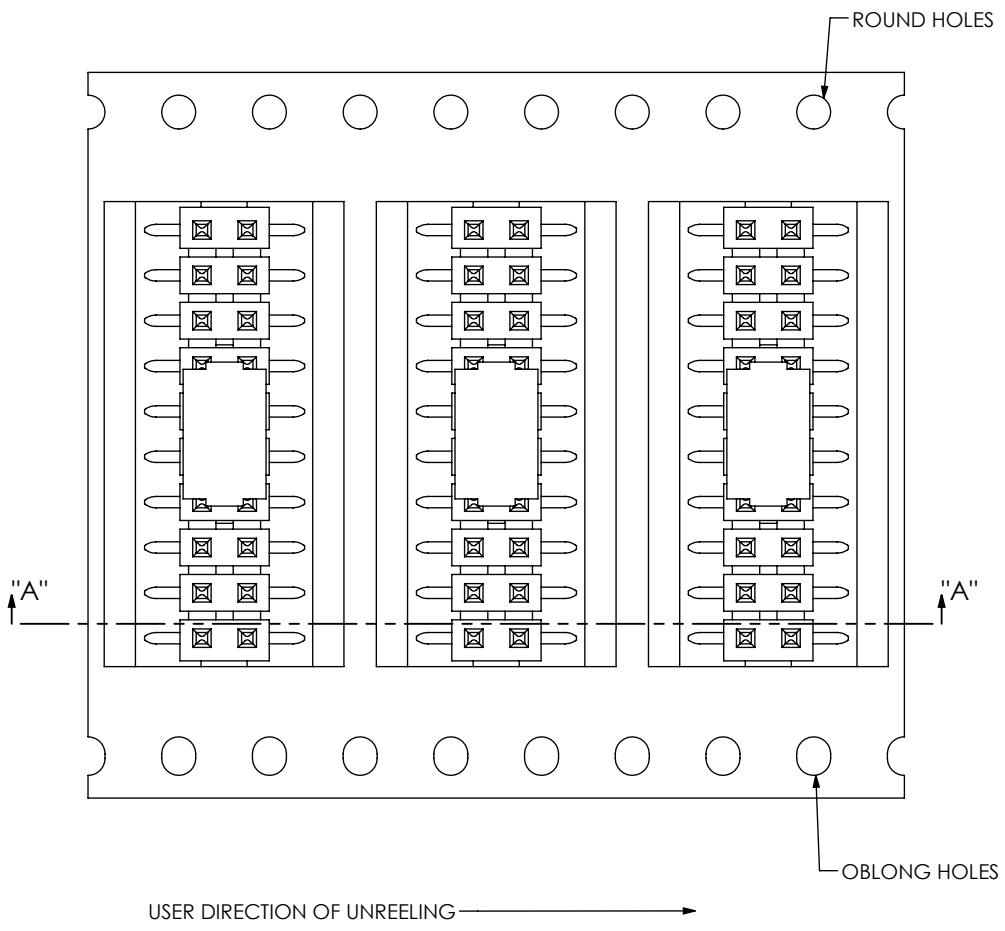 ROUND HOLES
"A"
"A"
OBLONG HOLES
USER DIRECTION OF UNREELING